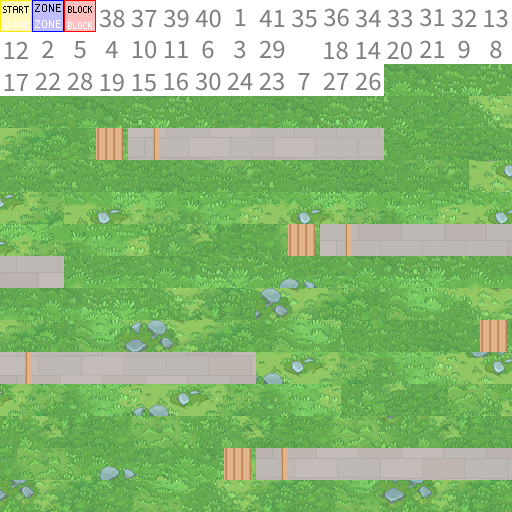 START ZONE BLOCK 38 37 39 40 1 41 35 36 34 33 31 32 13
START ZONE BLOCK
12 2 5 4 10 11 6 3 29 18 14 20 21 9 8
17 22 28 19 15 16 30 24 23 7 27 26